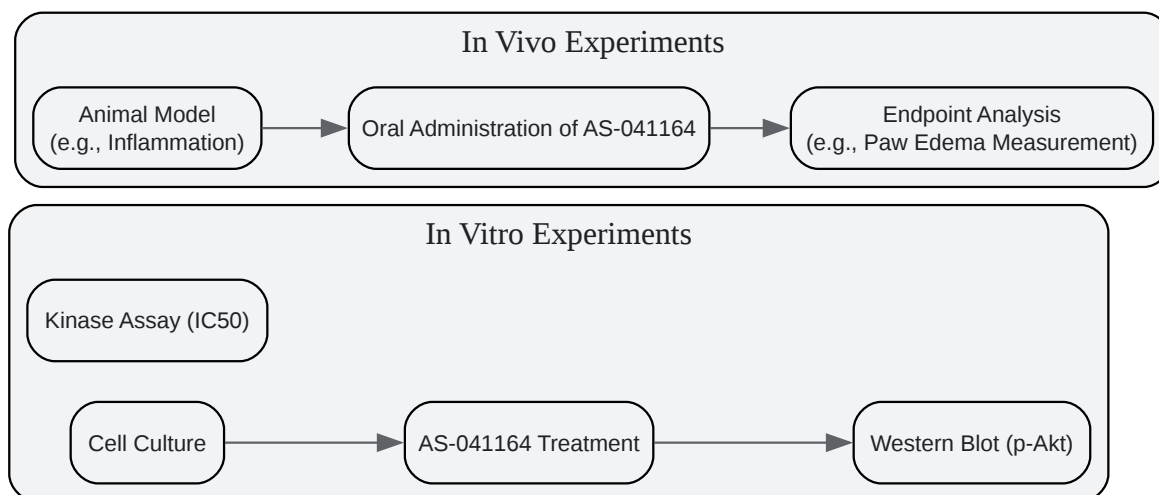 In Vivo Experiments
Animal Model
(e.g., Inflammation)
Oral Administration of AS-041164
Endpoint Analysis
(e.g., Paw Edema Measurement)
In Vitro Experiments
Kinase Assay (IC50)
Cell Culture
AS-041164 Treatment
Western Blot (p-Akt)